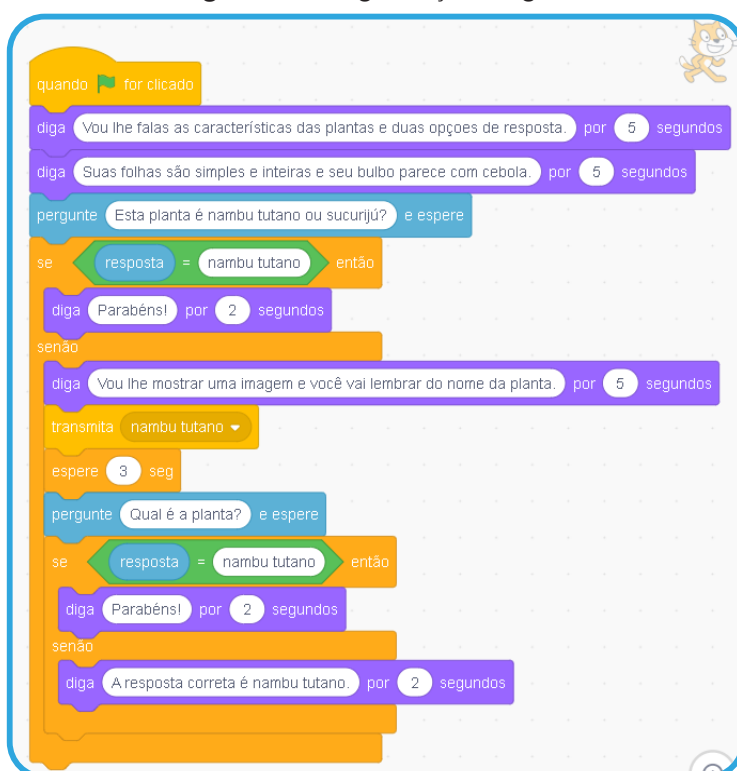 quando for clicado
diga Vou lhe falas as características das plantas e duas opçoes de resposta. por 5 segundos
diga Suas folhas são simples e inteiras e seu bulbo parece com cebola. por 5 segundos
pergunte Esta planta é nambu tutano ou sucurijú? e espere
se resposta = nambu tutano então
diga Parabéns! por 2 segundos
senão
diga Vou lhe mostrar uma imagem e você vai lembrar do nome da planta. por 5 segundos
transmita nambu tutano
espere 3 seg
pergunte Qual é a planta? e espere
se resposta = nambu tutano então
diga Parabéns! por 2 segundos
senão
diga A resposta correta é nambu tutano. por 2 segundos